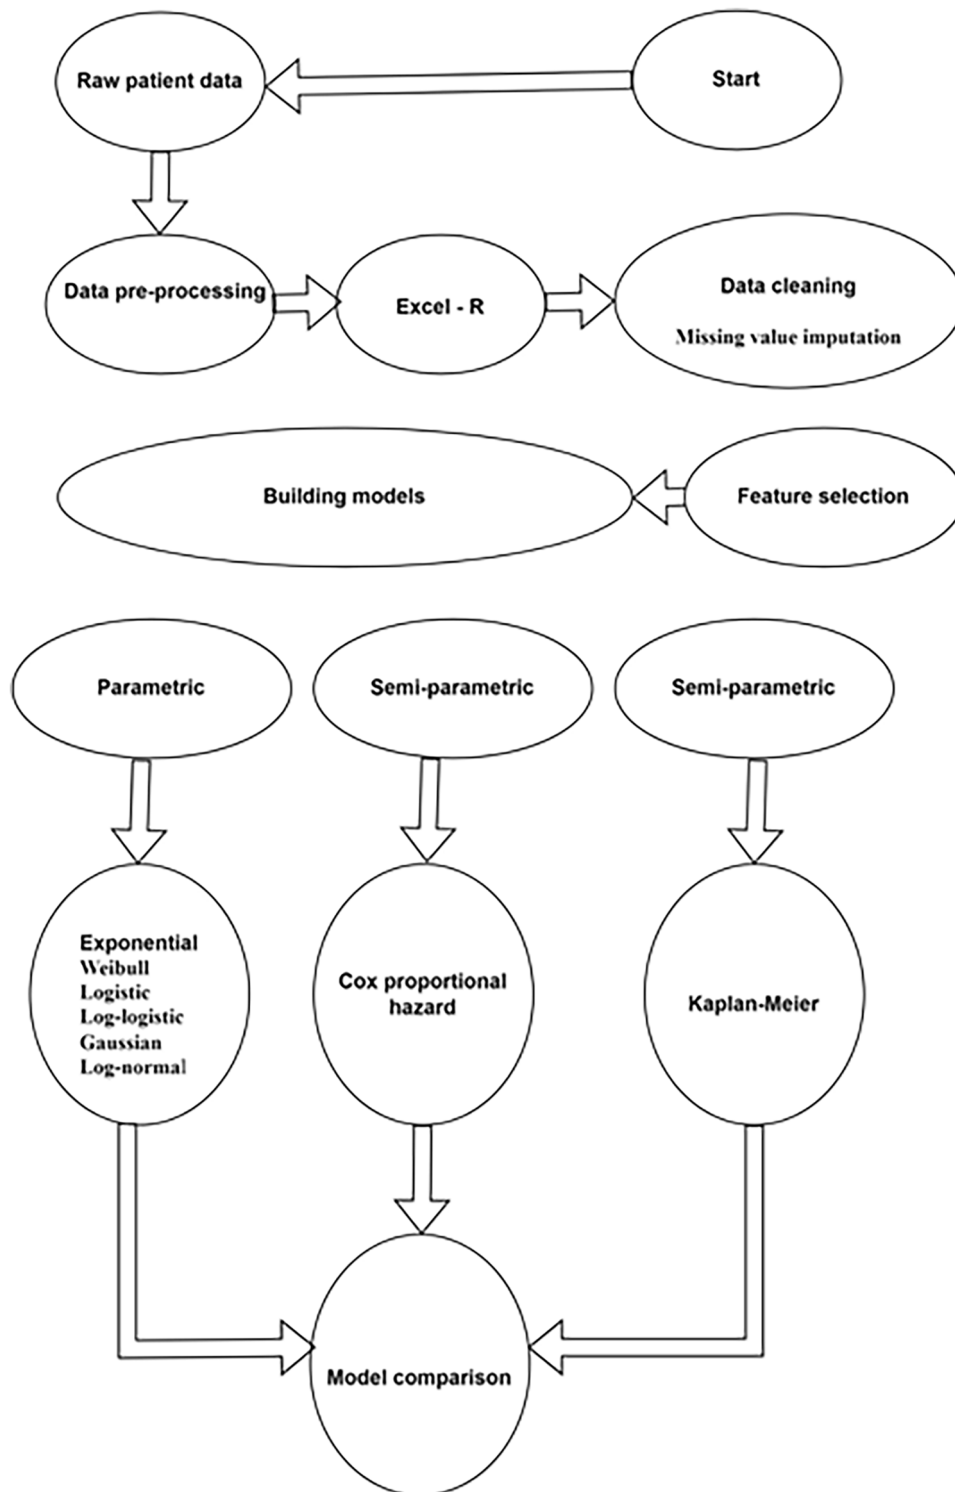 Raw patient data
Start
Data pre-processing
Excel - R
Data cleaning
Missing value imputation
Building models
Feature selection
Parametric
Semi-parametric
Semi-parametric
Exponential
Weibull
Logistic
Log-logistic
Gaussian
Log-normal
Cox proportional
hazard
Kaplan-Meier
Model comparison